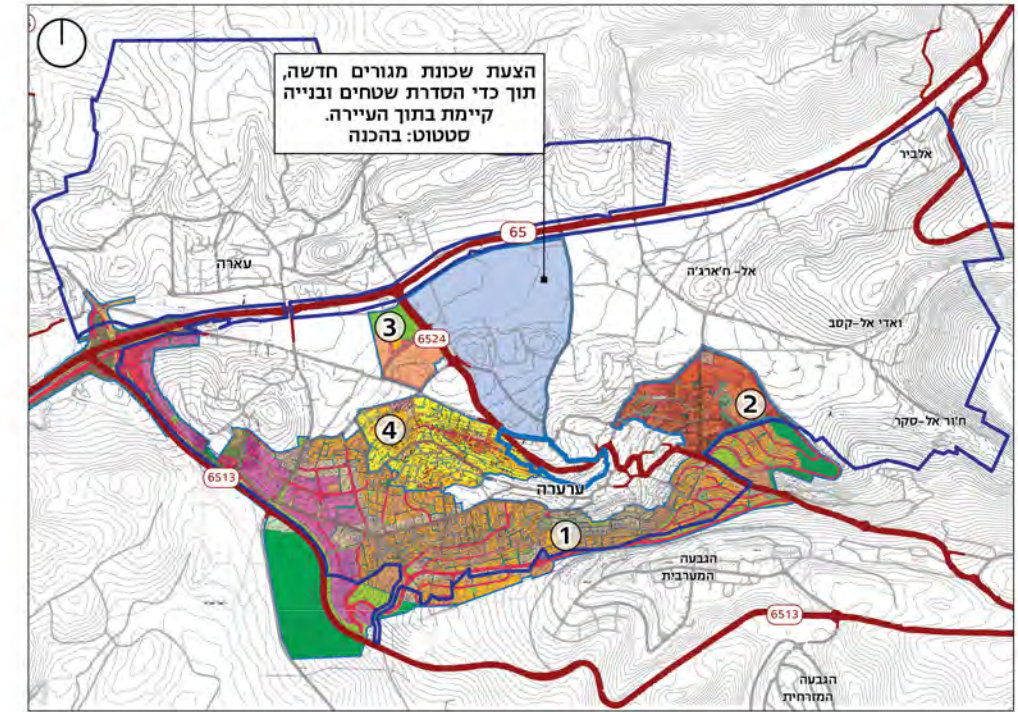 הצעת שכונת מגורים חדשה,
תוך כדי הסדרת שטחים ובנייה
קיימת בתוך העיירה.
סטטוט: בהכנה
אלביר
65
עארה
אל-ח'ארג'ה
ואדי אל-קסב
3
6524
2
4
ח'ור אל-סקר
6513
ערערה
1
הגבעה
המערבית
6513
הגבעה
המזרחית